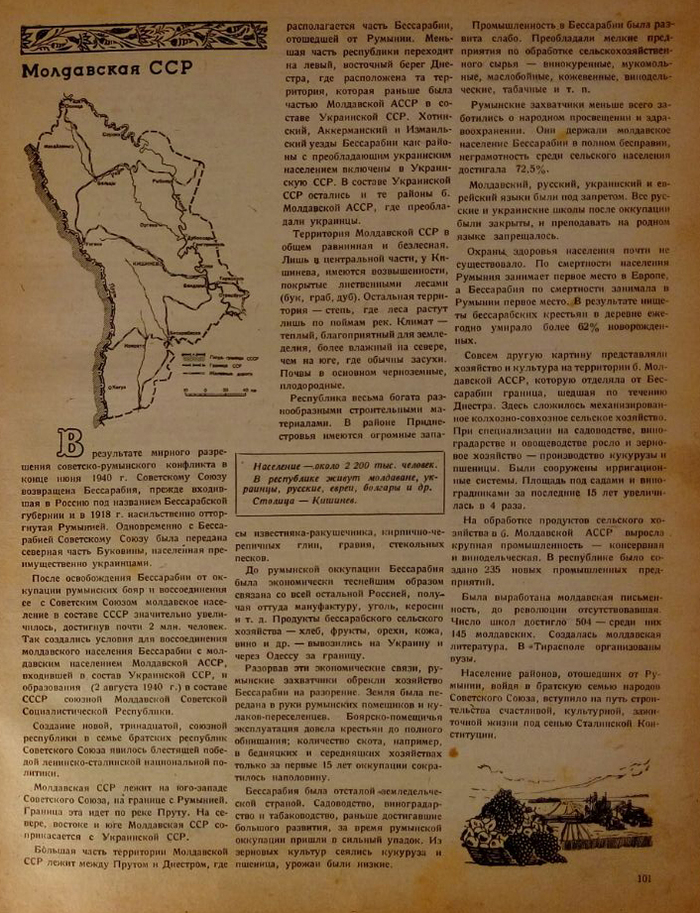 Молдавская ССР
В результате мирного разре-
шения советско-румынского конфликта в
конце июня 1940 г. Советскому Союзу
возвращена Бессарабия, прежде входив-
шая в Россию под названием Бессарабской
губернии и в 1918 г. насильственно оттор-
гнутая Румынией. Одновременно с Бесса-
рабией Советскому Союзу была передана
северная часть Буковины, населённая пре-
имущественно украинцами.
После освобождения Бессарабии от ок-
купации румынских бояр и воссоединения
ее с Советским Союзом молдавское насе-
ление в составе СССР значительно увели-
чилось, достигнув почти 2 млн. человек.
Так создались условия для воссоединения
молдавского населения Бессарабии с мол-
давским населением Молдавской АССР,
входившей в состав Украинской ССР, и
образования (2 августа 1940 г.) в составе
СССР союзной Молдавской Советской
Социалистической Республики.
Создание новой, тринадцатой, союзной
республики в семье братских республик
Советского Союза явилось блестящей побе-
дой ленинско-сталинской национальной по-
литики.
Молдавская ССР лежит на юго-западе
Советского Союза, на границе с Румынией.
Граница эта идет по реке Пруту. На се-
вере, востоке и юге Молдавская ССР со-
прикасается с Украинской ССР.
Бо́льшая часть территории Молдавской
ССР лежит между Прутом и Днестром, где
располагается часть Бессарабии,
отошедшей от Румынии. Мень-
шая часть республики переходит
на левый, восточный берег Дне-
стра, где расположена та тер-
ритория, которая раньше была
частью Молдавской АССР в со-
ставе Украинской ССР. Хотин-
ский, Аккерманский и Измаиль-
ский уезды Бессарабии как райо-
ны с преобладающим украинским
населением включены в Украин-
скую ССР. В составе Украинской
ССР остались и те районы б.
Молдавской АССР, где преобла-
дали украинцы.
Территория Молдавской ССР в
общем равнинная и безлесная.
Лишь в центральной части, у Ки-
шинева, имеются возвышенности,
покрытые лиственными лесами
(бук, граб, дуб). Остальная терри-
тория — степь, где леса растут
лишь по поймам рек. Климат —
теплый, благоприятный для земле-
делия, более влажный на севере,
чем на юге, где обычны засухи.
Почвы в основном черноземные,
плодородные.
Республика весьма богата раз-
нообразными строительными ма-
териалами. В районе Придне-
стровья имеются огромные запа-
Население — около 2 200 тыс. человек.
В республике живут молдаване, ук-
раинцы, русские, евреи, болгары и др.
Столица — Кишинев.
сы известняка-ракушечника, кирпично-че-
репичных глин, гравия, стекольных
песков.
До румынской оккупации Бессарабия
была экономически теснейшим образом
связана со всей остальной Россией, полу-
чая оттуда мануфактуру, уголь, керосин
и т. д. Продукты бессарабского сельского
хозяйства — хлеб, фрукты, орехи, кожа,
вино и др. — вывозились на Украину и
через Одессу за границу.
Разорвав эти экономические связи, ру-
мынские захватчики обрекли хозяйство
Бессарабии на разорение. Земля была пе-
редана в руки румынских помещиков и ку-
лаков-переселенцев. Боярско-помещичья
эксплуатация довела крестьян до полного
обнищания; количество скота, например,
в бедняцких и середняцких хозяйствах
только за первые 15 лет оккупации сокра-
тилось наполовину.
Бессарабия была отсталой земледельче-
ской страной. Садоводство, виноградар-
ство и табаководство, раньше достигавшие
большого развития, за время румынской
оккупации пришли в сильный упадок. Из
зерновых культур сеялись кукуруза и
пшеница, урожаи были низкие.
Промышленность в Бессарабии была раз-
вита слабо. Преобладали мелкие пред-
приятия по обработке сельскохозяйствен-
ного сырья — винокуренные, мукомоль-
ные, маслобойные, кожевенные, винодель-
ческие, табачные и т. п.
Румынские захватчики меньше всего за-
ботились о народном просвещении и здра-
воохранении. Они держали молдавское
население Бессарабии в полном бесправии,
неграмотность среди сельского населения
достигала 72,5%.
Молдавский, русский, украинский и ев-
рейский языки были под запретом. Все рус-
ские и украинские школы после оккупации
были закрыты, и преподавать на родном
языке запрещалось.
Охраны здоровья населения почти не
существовало. По смертности населения
Румыния занимает первое место в Европе,
а Бессарабия по смертности занимала в
Румынии первое место. В результате нище-
ты бессарабских крестьян в деревне еже-
годно умирало более 62% новорожден-
ных.
Совсем другую картину представляли
хозяйство и культура на территории б. Мол-
давской АССР, которую отделяла от Бес-
сарабии граница, шедшая по течению
Днестра. Здесь сложилось механизирован-
ное колхозно-совхозное сельское хозяйство.
При специализации на садоводстве, вино-
градарстве и овощеводстве росло и зерно-
вое хозяйство — производство кукурузы и
пшеницы. Были сооружены ирригацион-
ные системы. Площадь под садами и вино-
градниками за последние 15 лет увеличи-
лась в 4 раза.
На обработке продуктов сельского хо-
зяйства в б. Молдавской АССР выросла
крупная промышленность — консервная
и винодельческая. В республике было со-
здано 235 новых промышленных пред-
приятий.
Была выработана молдавская письмен-
ность, до революции отсутствовавшая.
Число школ достигло 504 — среди них
145 молдавских. Создалась молдавская
литература. В Тирасполе организованы
вузы.
Население районов, отошедших от Ру-
мынии, войдя в братскую семью народов
Советского Союза, вступило на путь строи-
тельства счастливой, культурной, зажи-
точной жизни под сенью Сталинской Кон-
ституции.
101